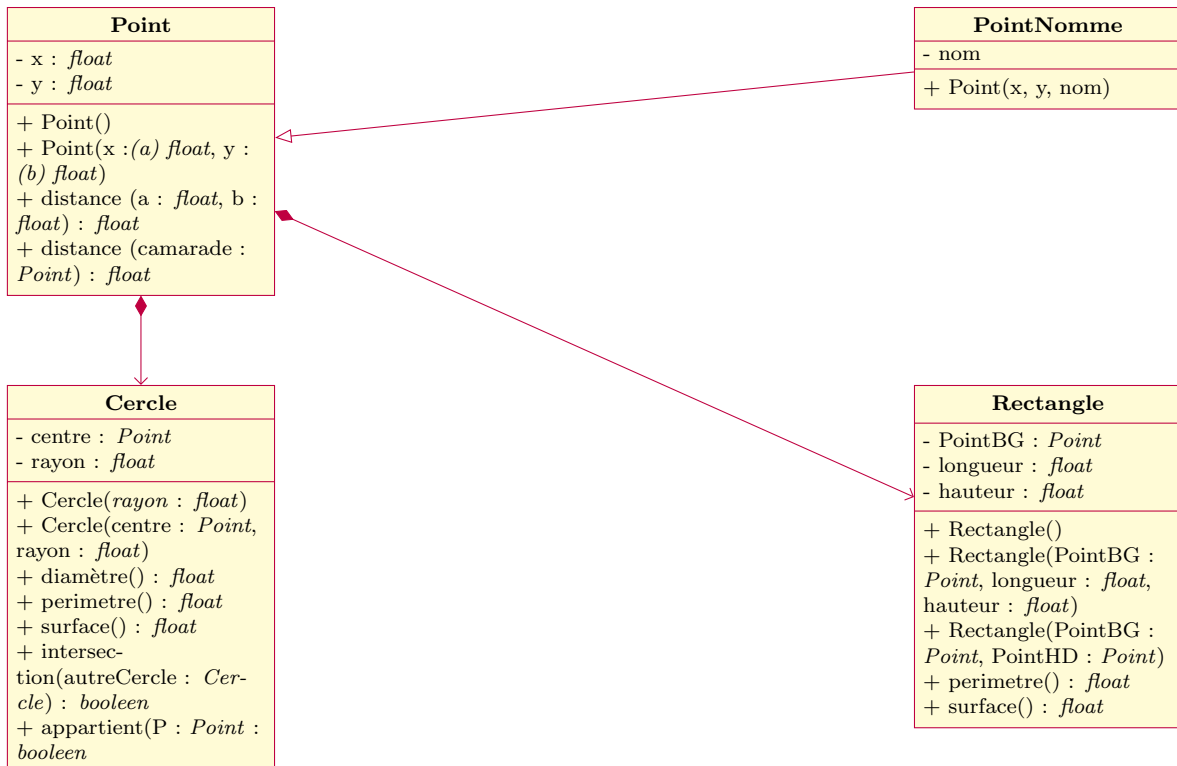 Point
- x : float
- y : float
+ Point()
+ Point(x :(a) float, y :
(b) float)
+ distance (a : float, b :
float) : float
+ distance (camarade :
Point) : float
PointNomme
- nom
+ Point(x, y, nom)
Cercle
- centre : Point
- rayon : float
+ Cercle(rayon : float)
+ Cercle(centre : Point,
rayon : float)
+ diamètre() : float
+ perimetre() : float
+ surface() : float
+ intersec-
tion(autreCercle : Cer-
cle) : booleen
+ appartient(P : Point :
booleen
Rectangle
- PointBG : Point
- longueur : float
- hauteur : float
+ Rectangle()
+ Rectangle(PointBG :
Point, longueur : float,
hauteur : float)
+ Rectangle(PointBG :
Point, PointHD : Point)
+ perimetre() : float
+ surface() : float